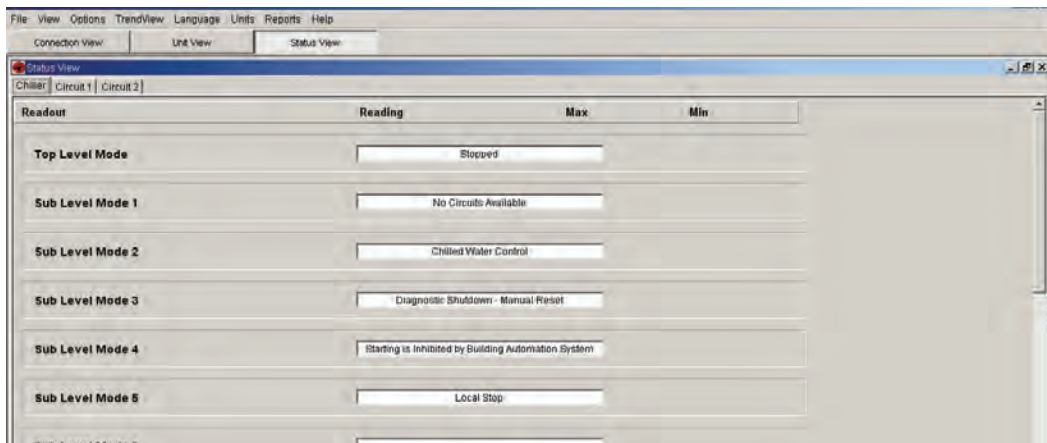 File View Options TrendView Language Units Reports Help
Connection View Unit View Status View
Status View
Chiller Circuit 1 Circuit 2
Readout Reading Max Min
Top Level Mode Stopped
Sub Level Mode 1 No Circuits Available
Sub Level Mode 2 Chilled Water Control
Sub Level Mode 3 Diagnostic Shutdown - Manual Reset
Sub Level Mode 4 Starting is Inhibited by Building Automation System
Sub Level Mode 5 Local Stop